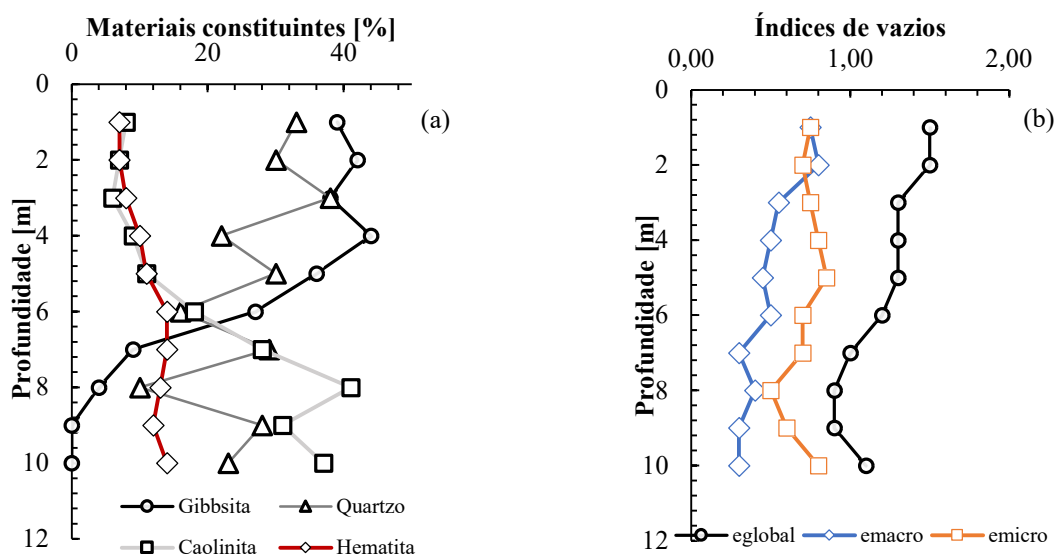 Materiais constituintes [%]
0 20 40
0
2
4
6
8
10
12
Profundidade [m]
(a)
Gibbsita Quartzo
Caolinita Hematita
Índices de vazios
0,00 1,00 2,00
0
2
4
6
8
10
12
Profundidade [m]
(b)
eglobal emacro emicro